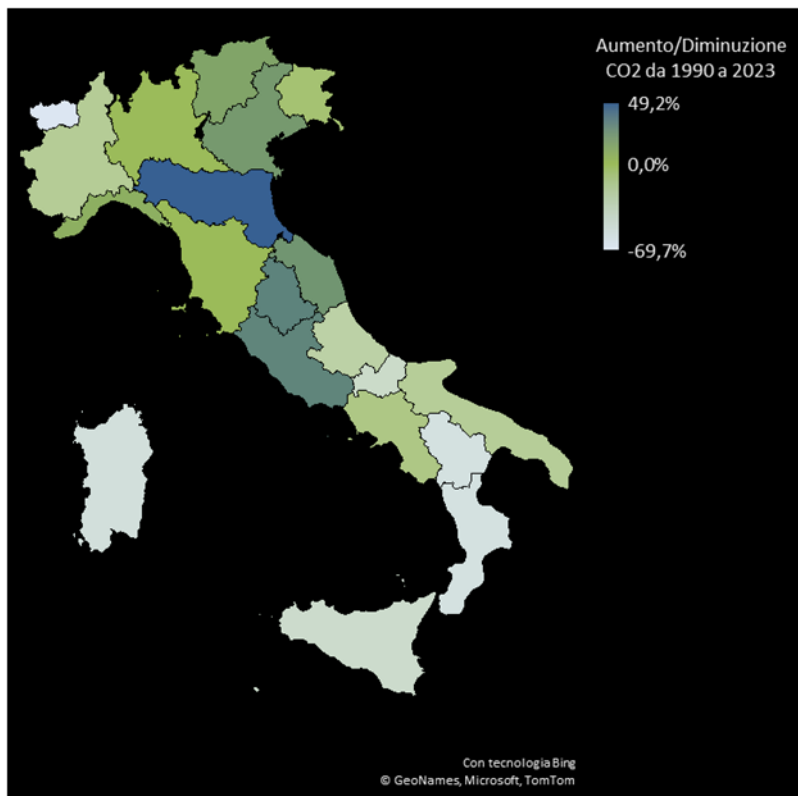 Aumento/Diminuzione
CO2 da 1990 a 2023
49,2%
0,0%
-69,7%
Con tecnologia Bing
© GeoNames, Microsoft, TomTom